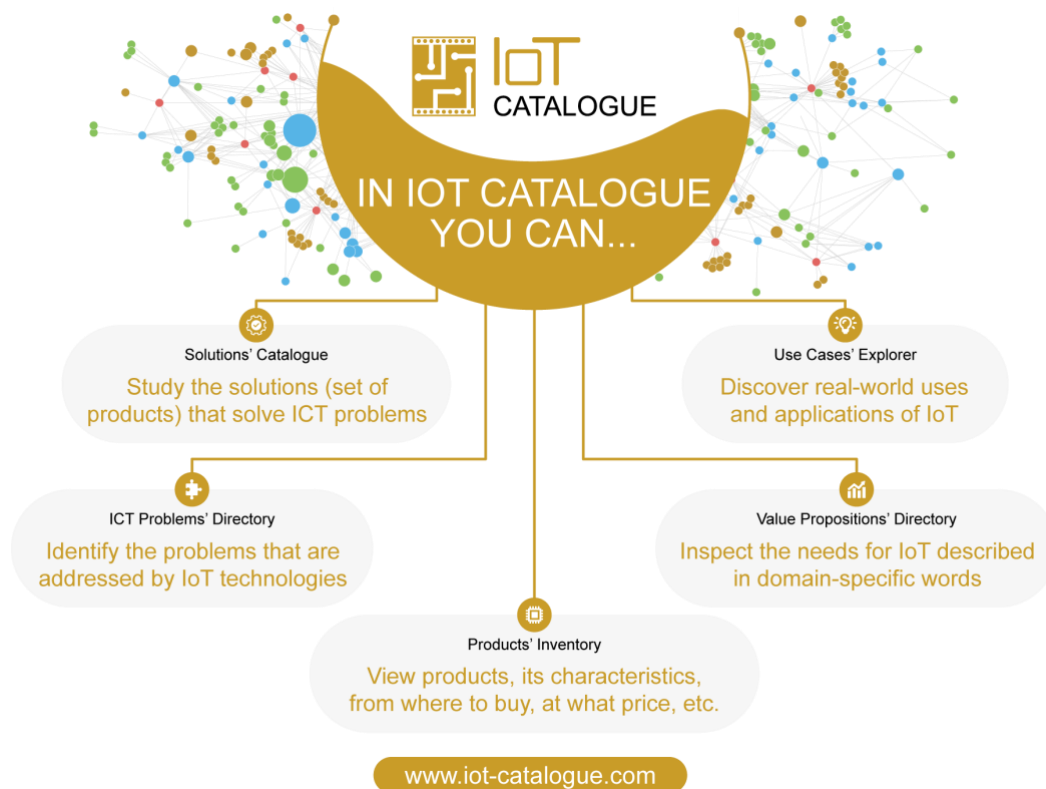 IoT
CATALOGUE
IN IOT CATALOGUE
YOU CAN...
Solutions’ Catalogue
Study the solutions (set of
products) that solve ICT problems
Use Cases’ Explorer
Discover real-world uses
and applications of IoT
ICT Problems’ Directory
Identify the problems that are
addressed by IoT technologies
Value Propositions’ Directory
Inspect the needs for IoT described
in domain-specific words
Products’ Inventory
View products, its characteristics,
from where to buy, at what price, etc.
www.iot-catalogue.com